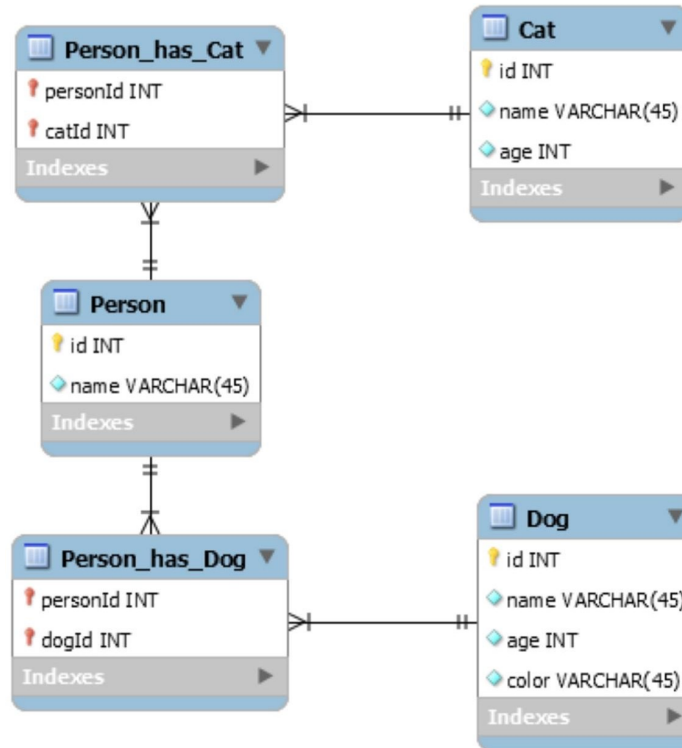 Person_has_Cat
personId INT
catId INT
Indexes
Cat
id INT
name VARCHAR(45)
age INT
Indexes
Person
id INT
name VARCHAR(45)
Indexes
Person_has_Dog
personId INT
dogId INT
Indexes
Dog
id INT
name VARCHAR(45)
age INT
color VARCHAR(45)
Indexes